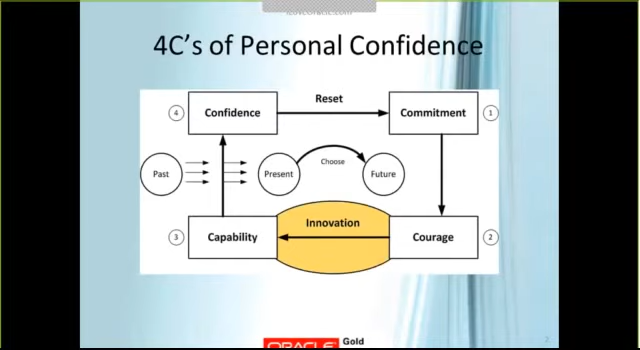 4C's of Personal Confidence
4 Confidence Reset Commitment 1
Past Present Choose Future
Innovation
3 Capability Courage 2
2
ORACLE Gold